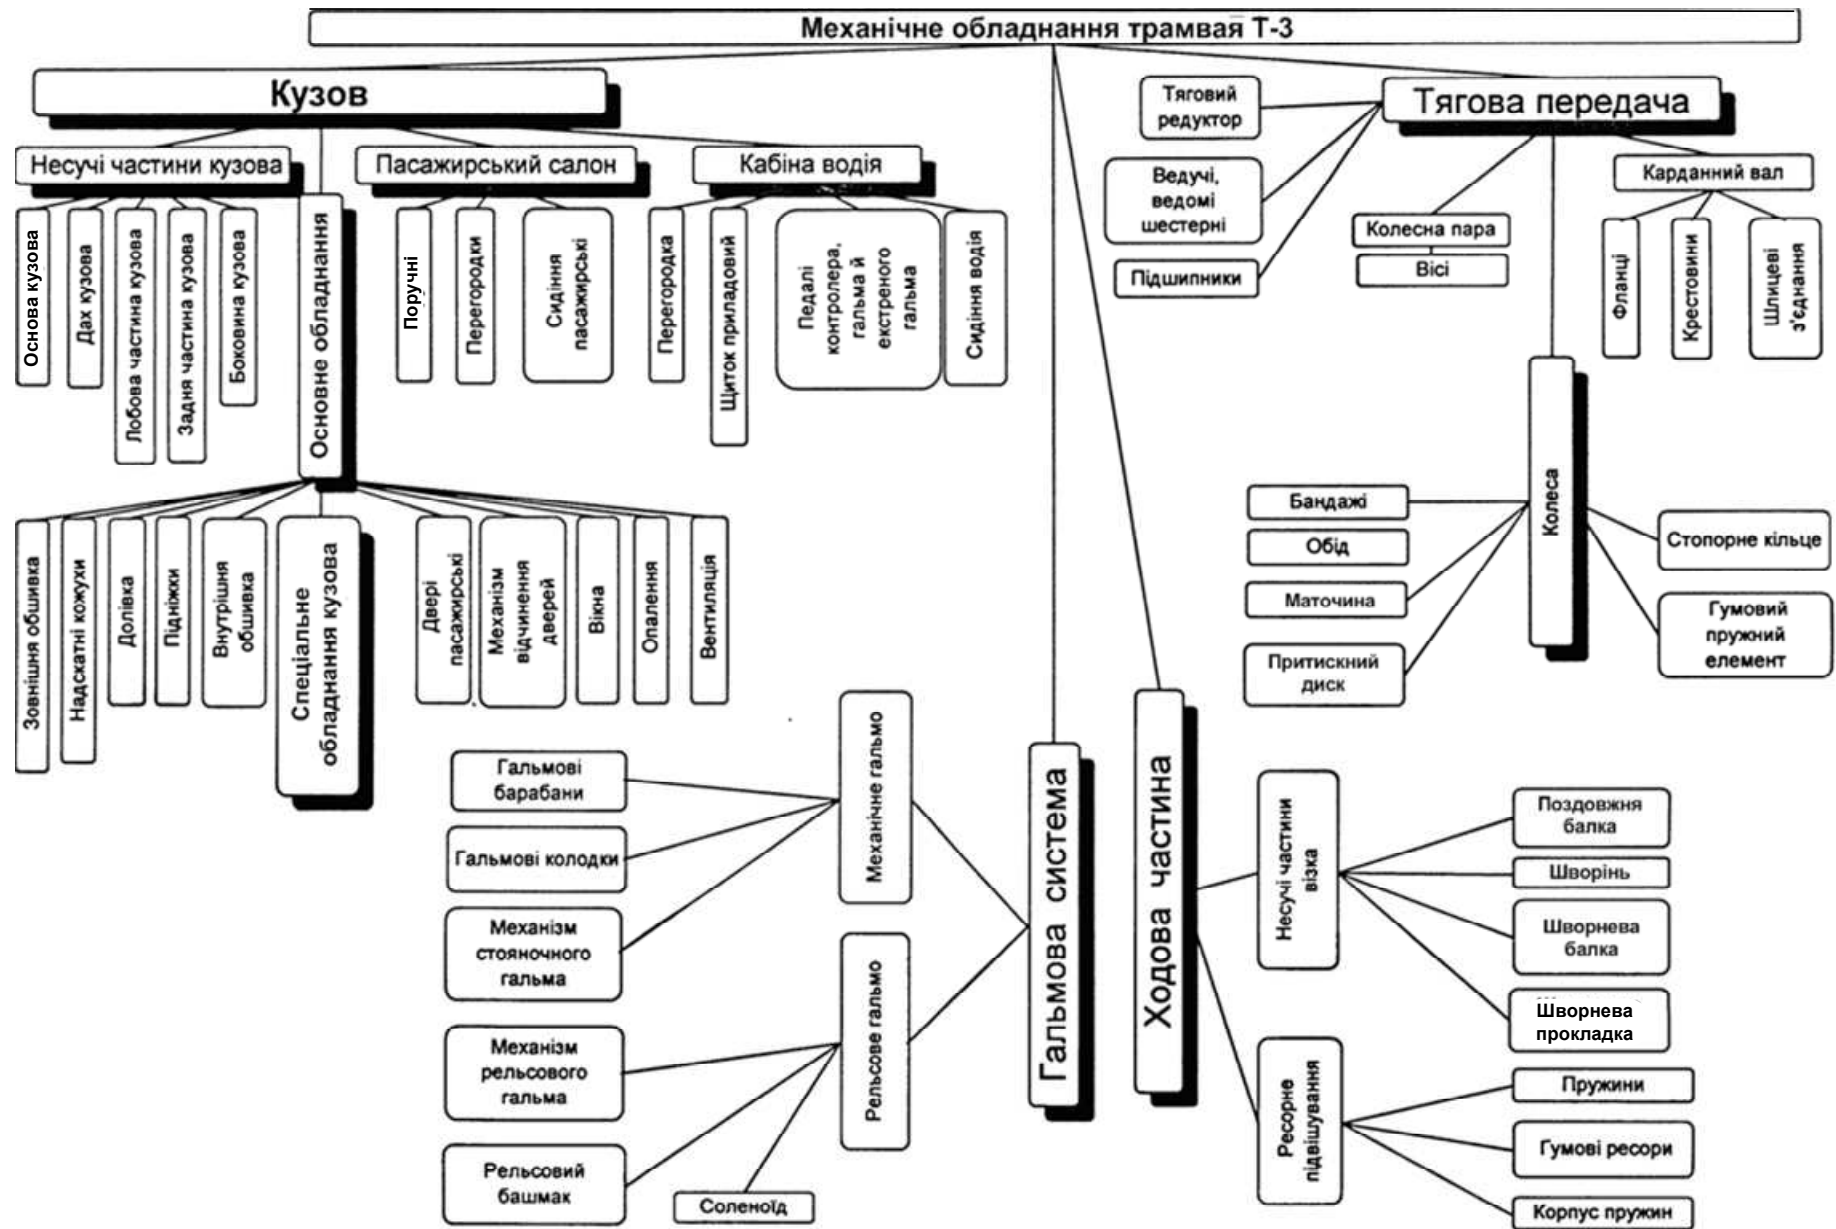 Механічне обладнання трамвая Т-3
Кузов
Несучі частини кузова
Пасажирський салон
Кабіна водія
Основа кузова
Дах кузова
Лобова частина кузова
Задня частина кузова
Боковина кузова
Основне обладнання
Поручні
Перегородки
Сидіння
пасажирські
Перегородка
Щиток приладовий
Педалі
контролера,
гальма й
екстреного
гальма
Сидіння водія
Зовнішня обшивка
Надскатні кожухи
Долівка
Підніжки
Внутрішня
обшивка
Спеціальне
обладнання кузова
Двері
пасажирські
Механізм
відчинення
дверей
Вікна
Опалення
Вентиляція
Тягова передача
Тяговий
редуктор
Ведучі,
ведомі
шестерні
Підшипники
Колесна пара
Вісі
Карданний вал
Фланці
Крестовини
Шлицеві
з'єднання
Колеса
Бандажі
Обід
Маточина
Притискний
диск
Стопорне кільце
Гумовий
пружний
елемент
Гальмова система
Механічне гальмо
Гальмові
барабани
Гальмові колодки
Механізм
стояночного
гальма
Рельсове гальмо
Механізм
рельсового
гальма
Рельсовий
башмак
Соленоїд
Ходова частина
Несучі частини
візка
Поздовжня
балка
Шворінь
Шворнева
балка
Шворнева
прокладка
Ресорне
підвішування
Пружини
Гумові ресори
Корпус пружин